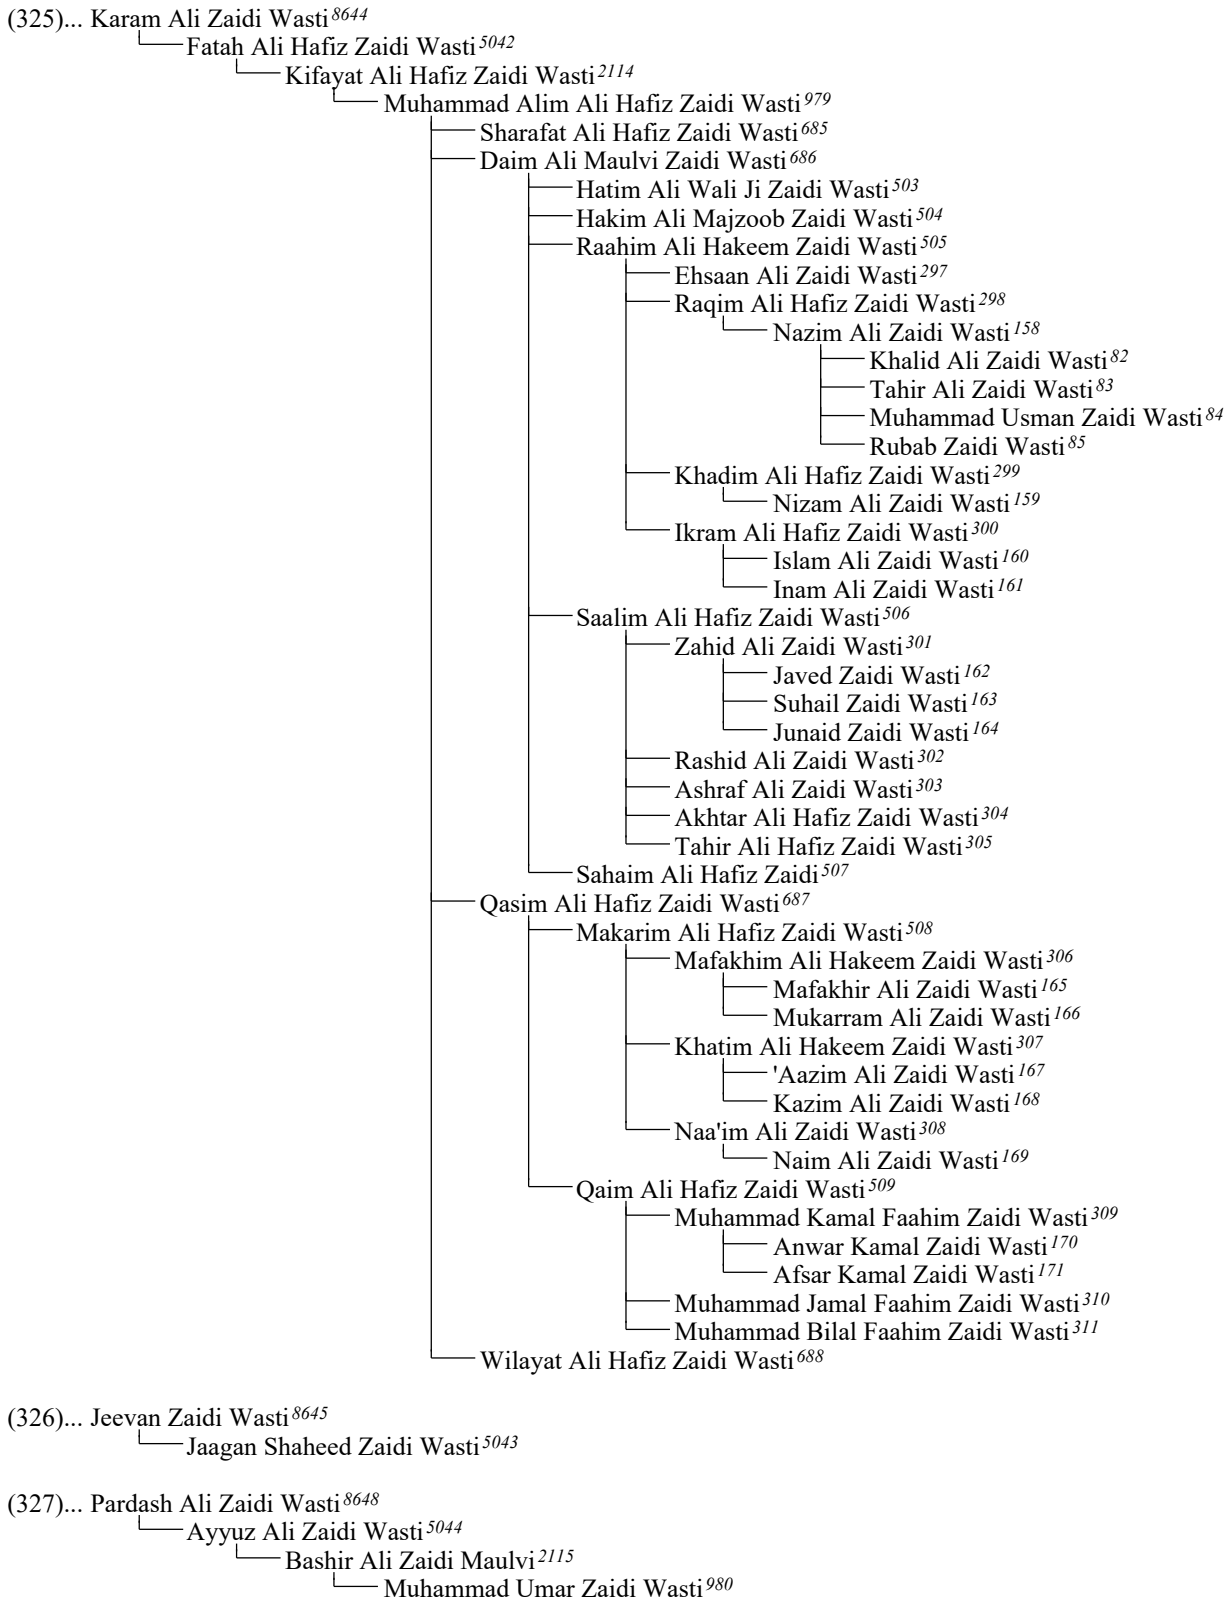 (325)... Karam Ali Zaidi Wasti8644
Fatah Ali Hafiz Zaidi Wasti5042
Kifayat Ali Hafiz Zaidi Wasti2114
Muhammad Alim Ali Hafiz Zaidi Wasti979
Sharafat Ali Hafiz Zaidi Wasti685
Daim Ali Maulvi Zaidi Wasti686
Hatim Ali Wali Ji Zaidi Wasti503
Hakim Ali Majzoob Zaidi Wasti504
Raahim Ali Hakeem Zaidi Wasti505
Ehsaan Ali Zaidi Wasti297
Raqim Ali Hafiz Zaidi Wasti298
Nazim Ali Zaidi Wasti158
Khalid Ali Zaidi Wasti82
Tahir Ali Zaidi Wasti83
Muhammad Usman Zaidi Wasti84
Rubab Zaidi Wasti85
Khadim Ali Hafiz Zaidi Wasti299
Nizam Ali Zaidi Wasti159
Ikram Ali Hafiz Zaidi Wasti300
Islam Ali Zaidi Wasti160
Inam Ali Zaidi Wasti161
Saalim Ali Hafiz Zaidi Wasti506
Zahid Ali Zaidi Wasti301
Javed Zaidi Wasti162
Suhail Zaidi Wasti163
Junaid Zaidi Wasti164
Rashid Ali Zaidi Wasti302
Ashraf Ali Zaidi Wasti303
Akhtar Ali Hafiz Zaidi Wasti304
Tahir Ali Hafiz Zaidi Wasti305
Sahaim Ali Hafiz Zaidi507
Qasim Ali Hafiz Zaidi Wasti687
Makarim Ali Hafiz Zaidi Wasti508
Mafakhim Ali Hakeem Zaidi Wasti306
Mafakhir Ali Zaidi Wasti165
Mukarram Ali Zaidi Wasti166
Khatim Ali Hakeem Zaidi Wasti307
'Aazim Ali Zaidi Wasti167
Kazim Ali Zaidi Wasti168
Naa'im Ali Zaidi Wasti308
Naim Ali Zaidi Wasti169
Qaim Ali Hafiz Zaidi Wasti509
Muhammad Kamal Faahim Zaidi Wasti309
Anwar Kamal Zaidi Wasti170
Afsar Kamal Zaidi Wasti171
Muhammad Jamal Faahim Zaidi Wasti310
Muhammad Bilal Faahim Zaidi Wasti311
Wilayat Ali Hafiz Zaidi Wasti688
(326)... Jeevan Zaidi Wasti8645
Jaagan Shaheed Zaidi Wasti5043
(327)... Pardash Ali Zaidi Wasti8648
Ayyuz Ali Zaidi Wasti5044
Bashir Ali Zaidi Maulvi2115
Muhammad Umar Zaidi Wasti980